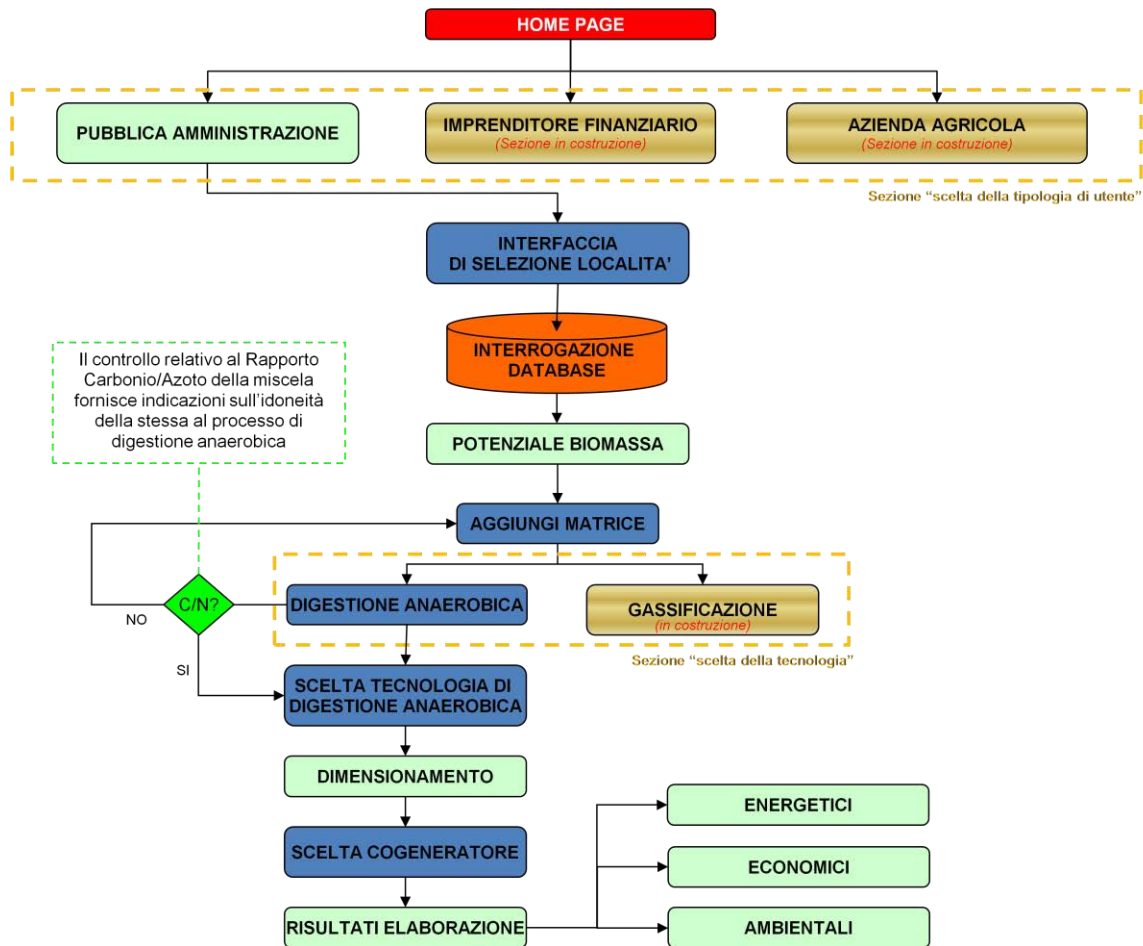 HOME PAGE
PUBBLICA AMMINISTRAZIONE
IMPRENDITORE FINANZIARIO
(Sezione in costruzione)
AZIENDA AGRICOLA
(Sezione in costruzione)
Sezione “scelta della tipologia di utente”
INTERFACCIA
DI SELEZIONE LOCALITA’
INTERROGAZIONE
DATABASE
Il controllo relativo al Rapporto
Carbonio/Azoto della miscela
fornisce indicazioni sull’idoneità
della stessa al processo di
digestione anaerobica
POTENZIALE BIOMASSA
AGGIUNGI MATRICE
C/N?
NO
SI
DIGESTIONE ANAEROBICA
GASSIFICAZIONE
(in costruzione)
Sezione “scelta della tecnologia”
SCELTA TECNOLOGIA DI
DIGESTIONE ANAEROBICA
DIMENSIONAMENTO
SCELTA COGENERATORE
RISULTATI ELABORAZIONE
ENERGETICI
ECONOMICI
AMBIENTALI